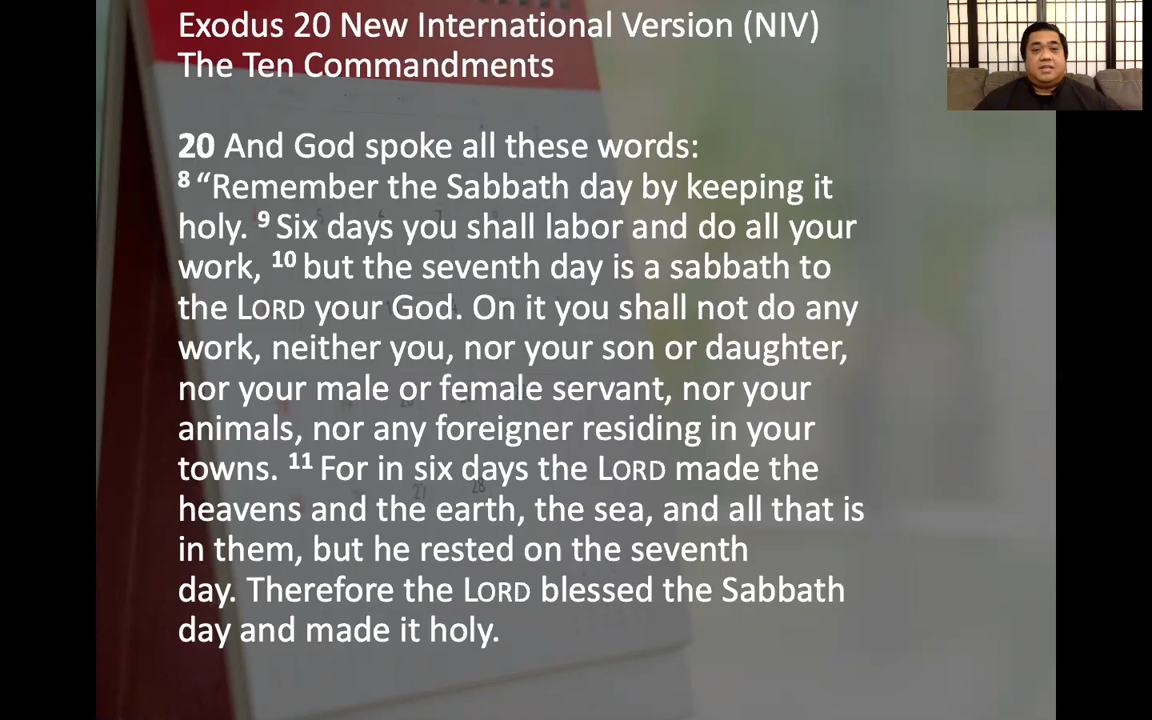 Exodus 20 New International Version (NIV)
The Ten Commandments
20 And God spoke all these words:
8 “Remember the Sabbath day by keeping it
holy. 9 Six days you shall labor and do all your
work, 10 but the seventh day is a sabbath to
the LORD your God. On it you shall not do any
work, neither you, nor your son or daughter,
nor your male or female servant, nor your
animals, nor any foreigner residing in your
towns. 11 For in six days the LORD made the
heavens and the earth, the sea, and all that is
in them, but he rested on the seventh
day. Therefore the LORD blessed the Sabbath
day and made it holy.